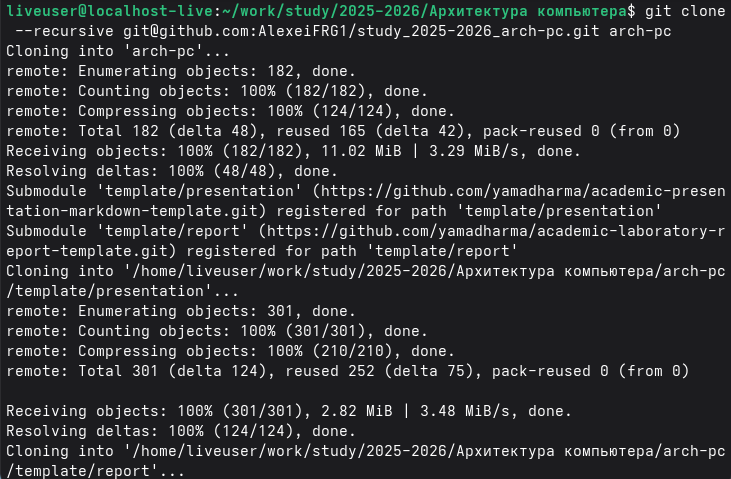 liveuser@localhost-live:~/work/study/2025-2026/Архитектура компьютера$ git clone
 --recursive git@github.com:AlexeiFRG1/study_2025-2026_arch-pc.git arch-pc
Cloning into 'arch-pc'...
remote: Enumerating objects: 182, done.
remote: Counting objects: 100% (182/182), done.
remote: Compressing objects: 100% (124/124), done.
remote: Total 182 (delta 48), reused 165 (delta 42), pack-reused 0 (from 0)
Receiving objects: 100% (182/182), 11.02 MiB | 3.29 MiB/s, done.
Resolving deltas: 100% (48/48), done.
Submodule 'template/presentation' (https://github.com/yamadharma/academic-presen
tation-markdown-template.git) registered for path 'template/presentation'
Submodule 'template/report' (https://github.com/yamadharma/academic-laboratory-r
eport-template.git) registered for path 'template/report'
Cloning into '/home/liveuser/work/study/2025-2026/Архитектура компьютера/arch-pc
/template/presentation'...
remote: Enumerating objects: 301, done.
remote: Counting objects: 100% (301/301), done.
remote: Compressing objects: 100% (210/210), done.
remote: Total 301 (delta 124), reused 252 (delta 75), pack-reused 0 (from 0)

Receiving objects: 100% (301/301), 2.82 MiB | 3.48 MiB/s, done.
Resolving deltas: 100% (124/124), done.
Cloning into '/home/liveuser/work/study/2025-2026/Архитектура компьютера/arch-pc
/template/report'...